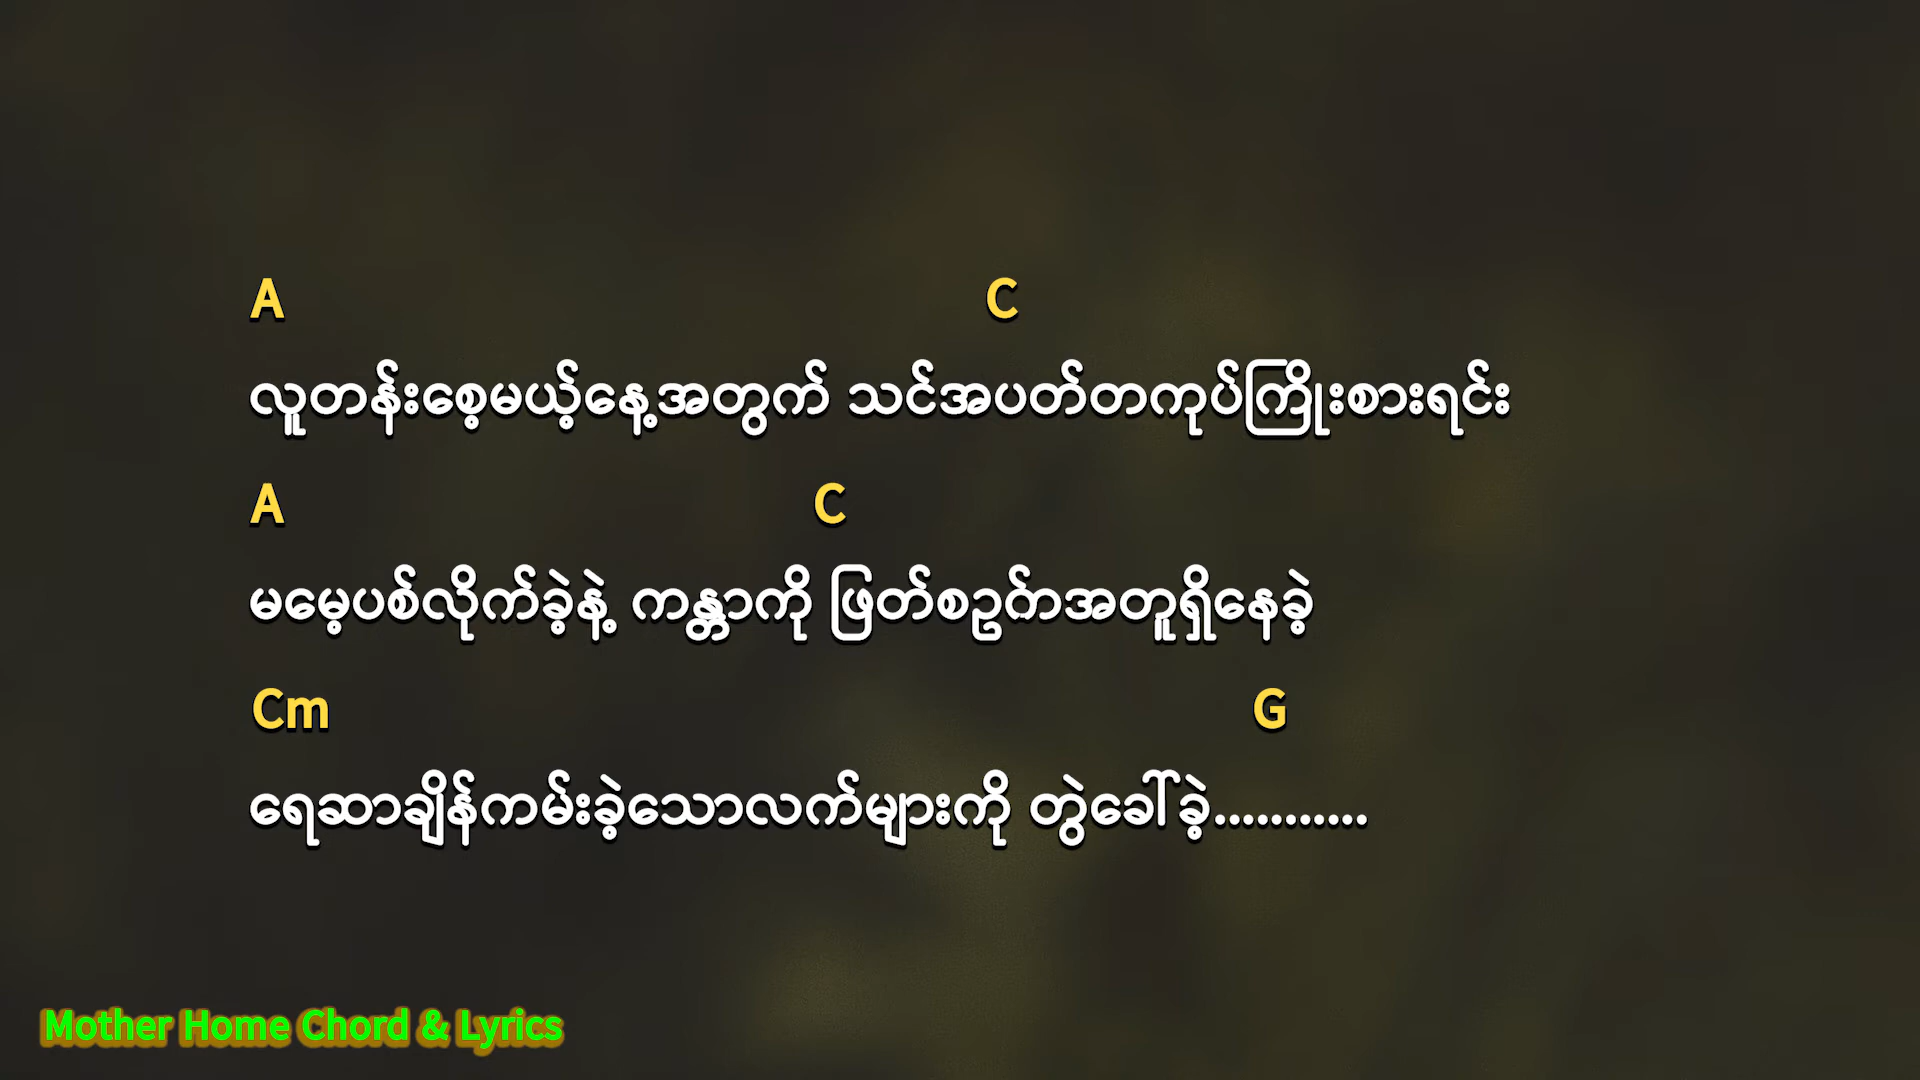 A C
လူတန်းစေ့မယ့်နေ့အတွက် သင်အပတ်တကုပ်ကြိုးစားရင်း
A C
မမေ့ပစ်လိုက်ခဲ့နဲ့ ကန္တာကို ဖြတ်စဥ်ကအတူရှိနေခဲ့
Cm G
ရေဆာချိန်ကမ်းခဲ့သောလက်များကို တွဲခေါ်ခဲ့...........
Mother Home Chord & Lyrics